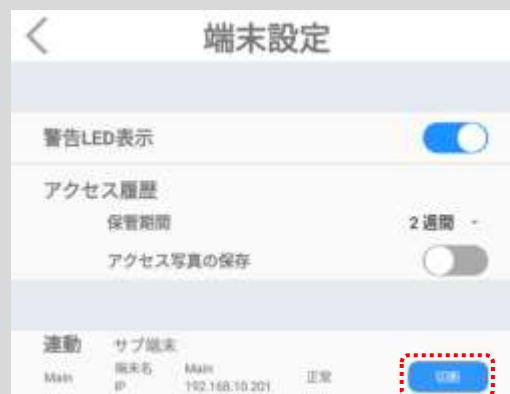 端末設定
警告LED表示
アクセス履歴
保管期間 2週間
アクセス写真の保存
連動 サブ端末
Main 端末名 Main 正常 切断
IP 192.168.10.201